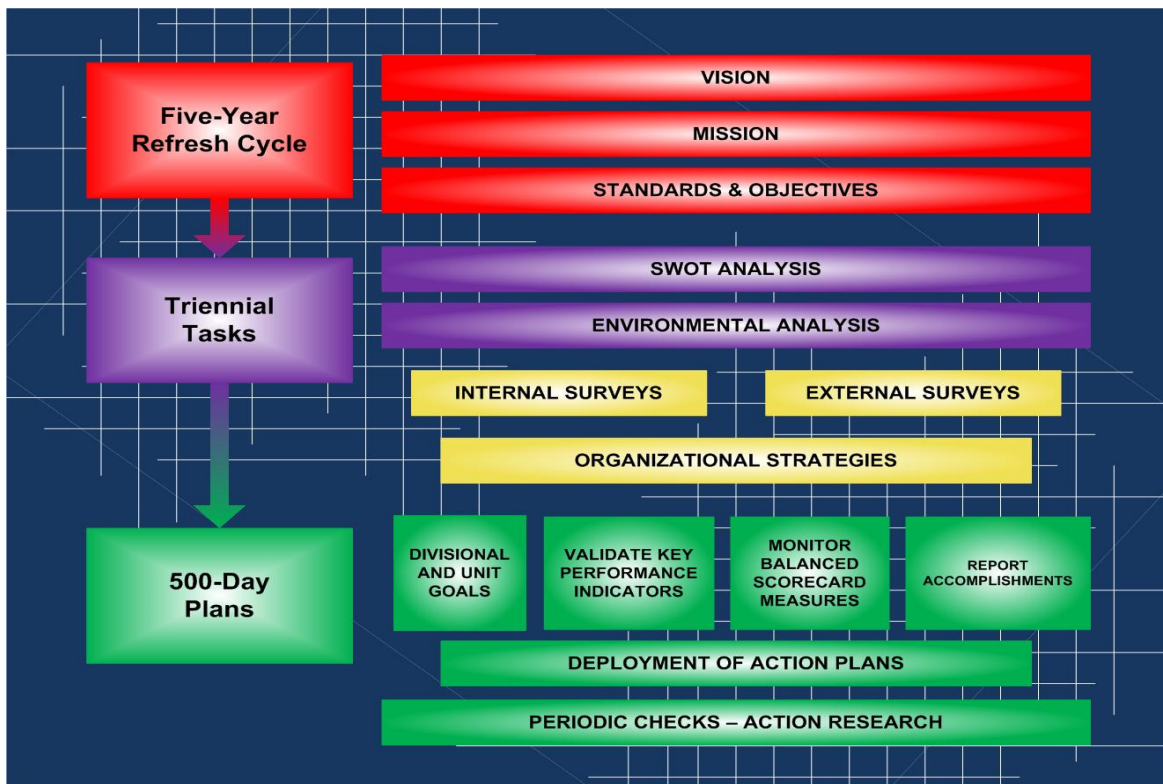 Five-Year
Refresh Cycle
VISION
MISSION
STANDARDS & OBJECTIVES
Triennial
Tasks
SWOT ANALYSIS
ENVIRONMENTAL ANALYSIS
INTERNAL SURVEYS
EXTERNAL SURVEYS
ORGANIZATIONAL STRATEGIES
500-Day
Plans
DIVISIONAL
AND UNIT
GOALS
VALIDATE KEY
PERFORMANCE
INDICATORS
MONITOR
BALANCED
SCORECARD
MEASURES
REPORT
ACCOMPLISHMENTS
DEPLOYMENT OF ACTION PLANS
PERIODIC CHECKS – ACTION RESEARCH